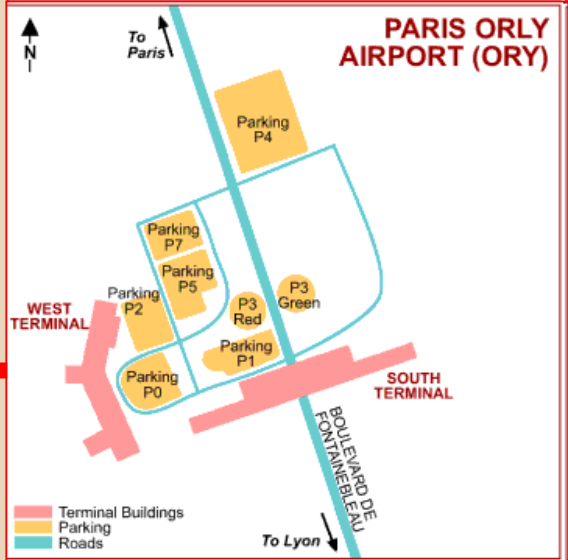 PARIS ORLY
AIRPORT (ORY)
N
To
Paris
Parking
P4
Parking
P7
Parking
P5
Parking
P2
P3
Green
P3
Red
WEST
TERMINAL
Parking
P1
Parking
P0
SOUTH
TERMINAL
BOULEVARD DE
FONTAINEBLEAU
Terminal Buildings
Parking
Roads
To Lyon